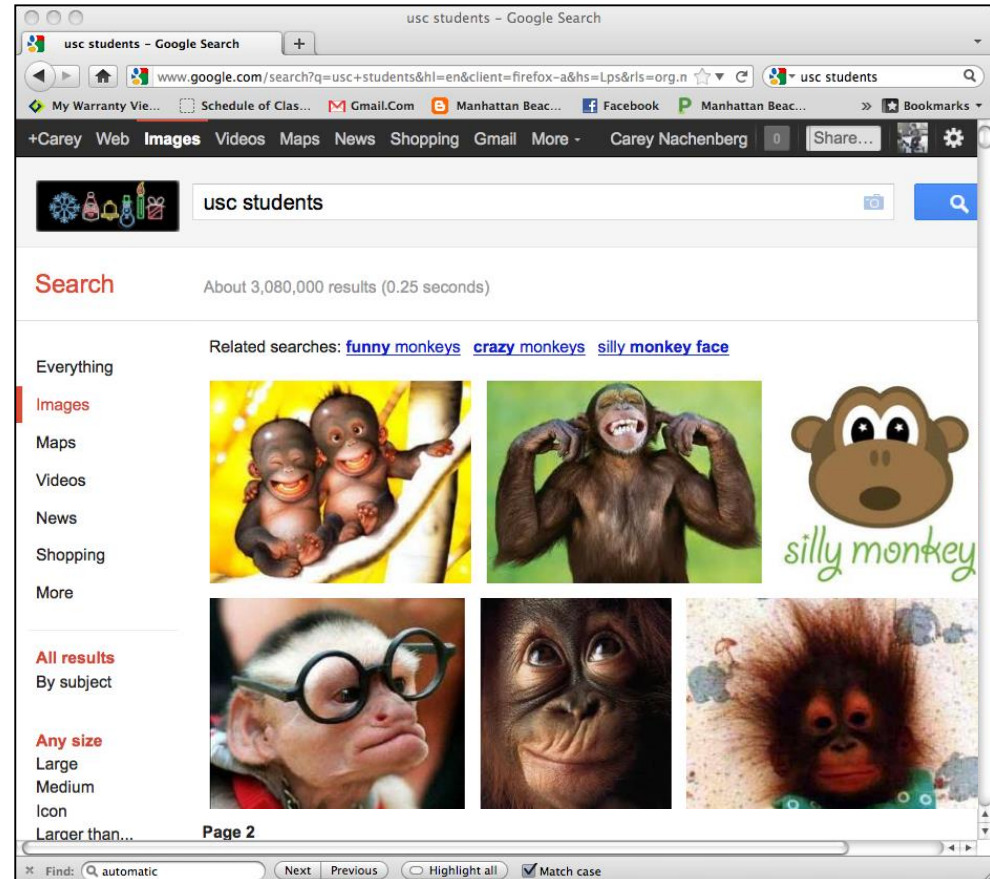 usc students – Google Search
usc students – Google Search
www.google.com/search?q=usc+students&hl=en&client=firefox-a&hs=Lps&rls=org.n usc students
My Warranty Vie... Schedule of Clas... Gmail.Com Manhattan Beac... Facebook Manhattan Beac... » Bookmarks
+Carey Web Images Videos Maps News Shopping Gmail More Carey Nachenberg 0 Share...
usc students
Search About 3,080,000 results (0.25 seconds)
Related searches: funny monkeys crazy monkeys silly monkey face
Everything
Images
Maps
Videos
News
Shopping
More
silly monkey
All results
By subject
Any size
Large
Medium
Icon
Larger than...
Page 2
× Find: automatic Next Previous Highlight all Match case